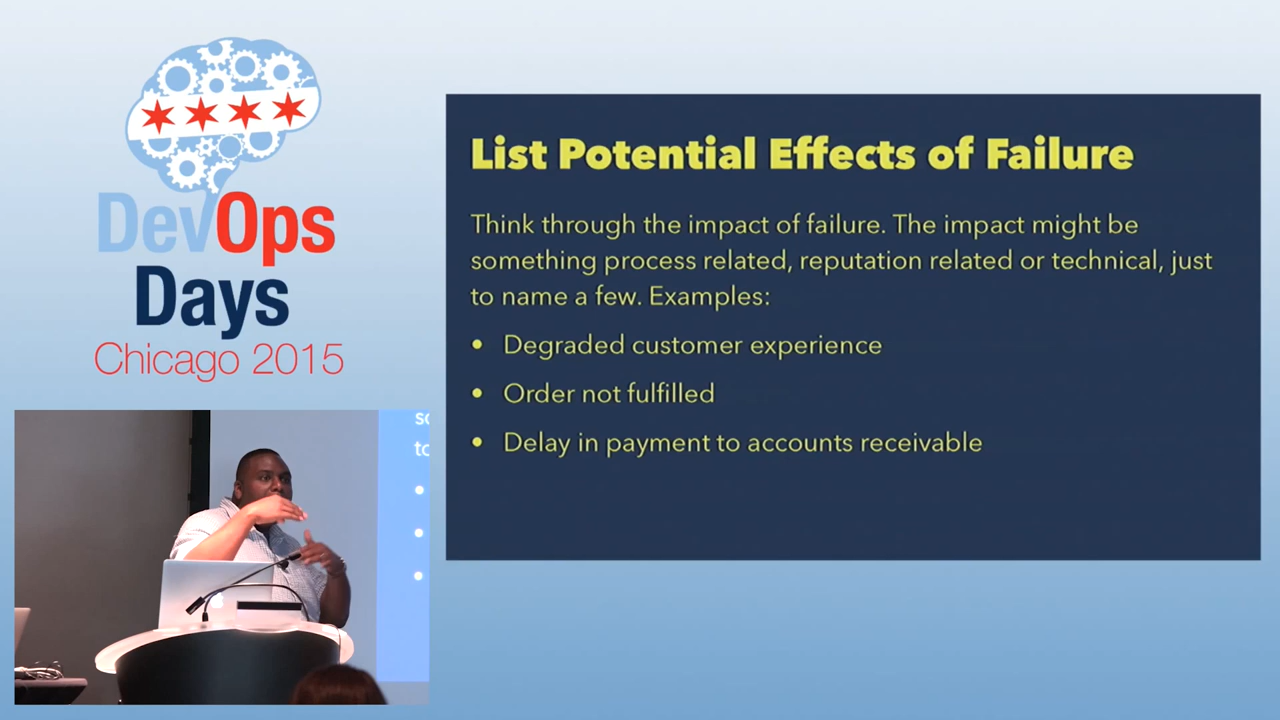 DevOps
Days
Chicago 2015
List Potential Effects of Failure
Think through the impact of failure. The impact might be
something process related, reputation related or technical, just
to name a few. Examples:
• Degraded customer experience
• Order not fulfilled
• Delay in payment to accounts receivable
so
to